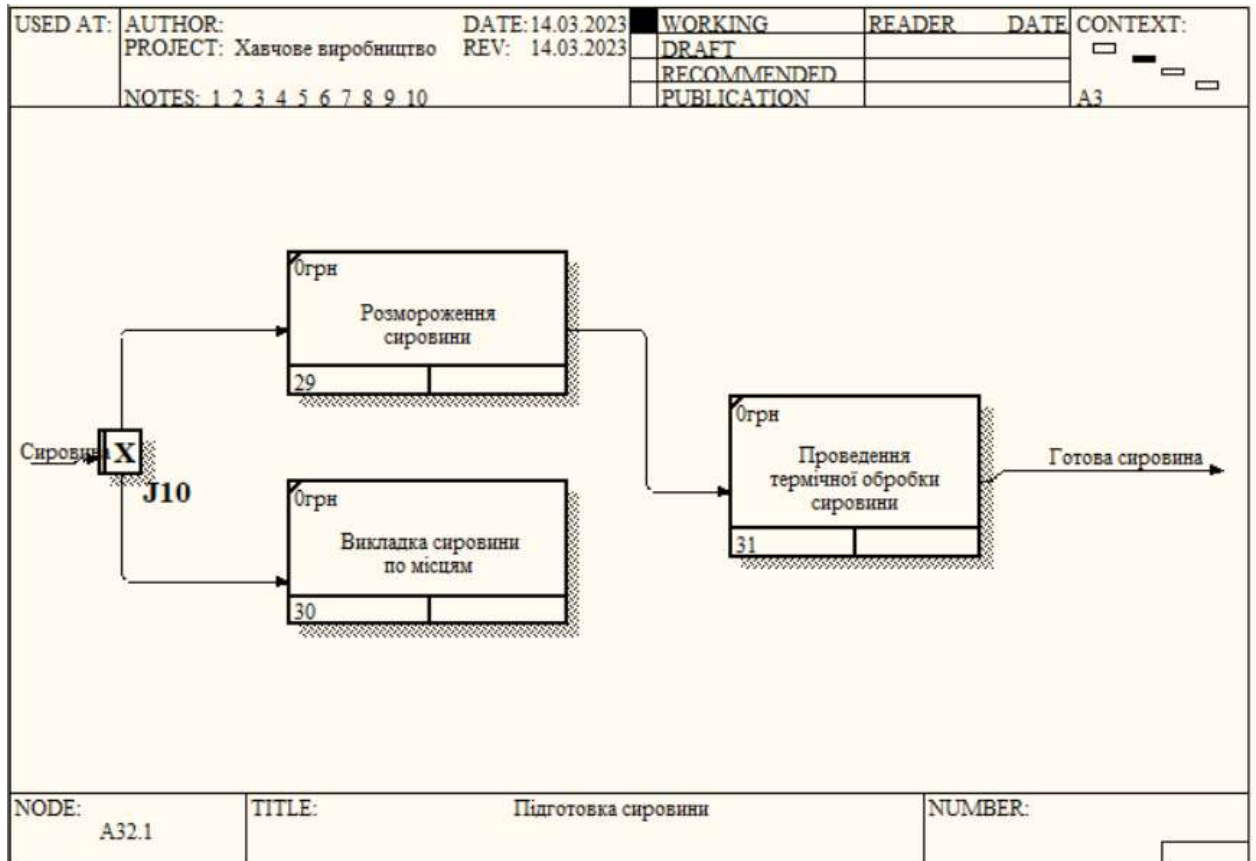 USED AT: AUTHOR: DATE: 14.03.2023 WORKING READER DATE CONTEXT:
PROJECT: Хавчове виробництво REV: 14.03.2023 DRAFT
RECOMMENDED
NOTES: 1 2 3 4 5 6 7 8 9 10 PUBLICATION A3
0грн
Розмороження
сировини
29
0грн
Проведення
термічної обробки
сировини
31
Сировина
X
J10
Готова сировина
0грн
Викладка сировини
по місцям
30
NODE: TITLE: Підготовка сировини NUMBER:
A32.1